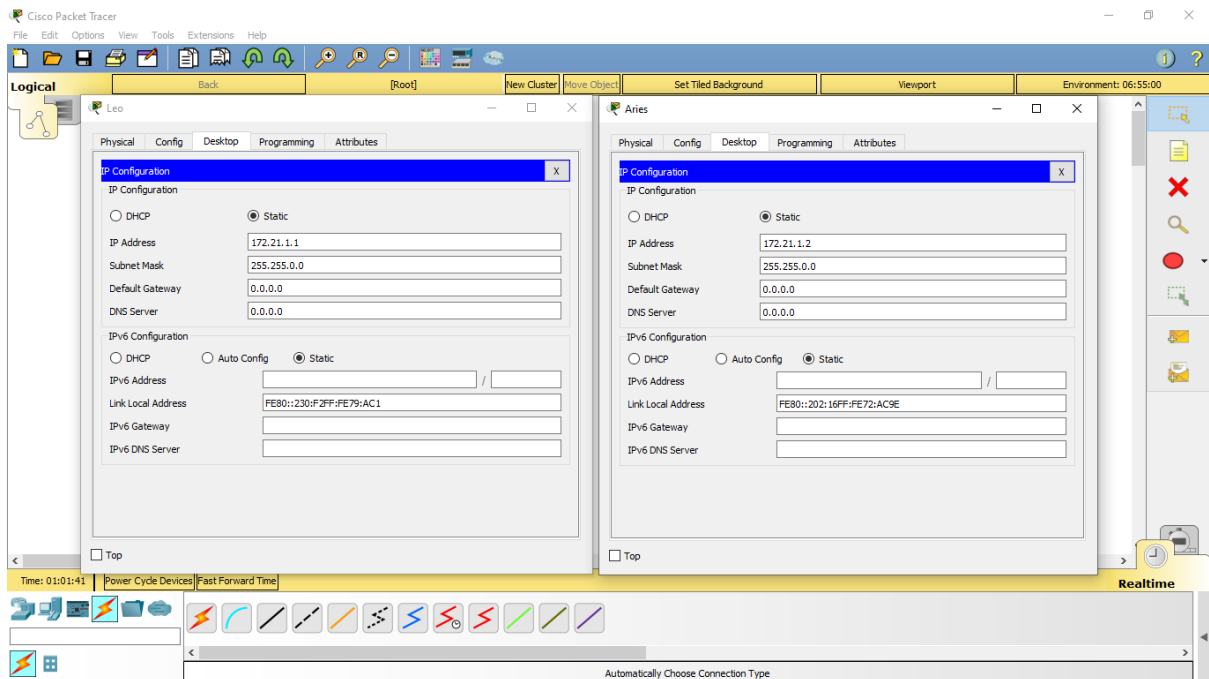 Cisco Packet Tracer
File Edit Options View Tools Extensions Help
Logical Back [Root] New Cluster Move Object Set Tiled Background Viewport Environment: 06:55:00
Leo
Physical Config Desktop Programming Attributes
IP Configuration X
IP Configuration
DHCP Static
IP Address 172.21.1.1
Subnet Mask 255.255.0.0
Default Gateway 0.0.0.0
DNS Server 0.0.0.0
IPv6 Configuration
DHCP Auto Config Static
IPv6 Address /
Link Local Address FE80::230:F2FF:FE79:AC1
IPv6 Gateway
IPv6 DNS Server
Top
Aries
Physical Config Desktop Programming Attributes
IP Configuration X
IP Configuration
DHCP Static
IP Address 172.21.1.2
Subnet Mask 255.255.0.0
Default Gateway 0.0.0.0
DNS Server 0.0.0.0
IPv6 Configuration
DHCP Auto Config Static
IPv6 Address /
Link Local Address FE80::202:16FF:FE72:AC9E
IPv6 Gateway
IPv6 DNS Server
Top
Time: 01:01:41 Power Cycle Devices Fast Forward Time Realtime
Automatically Choose Connection Type